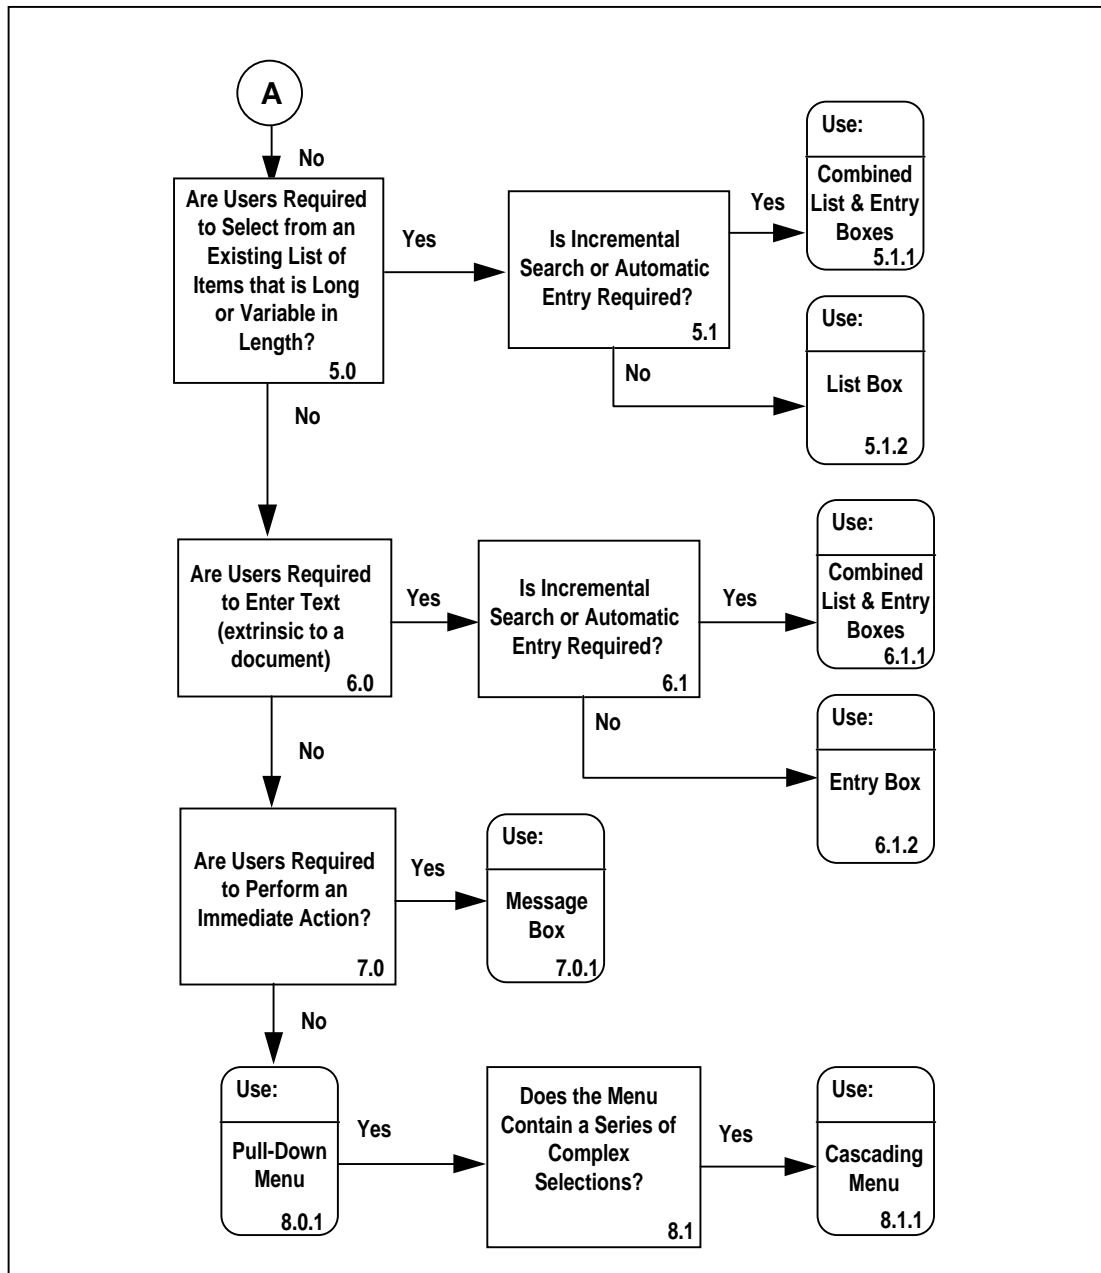 A
No
Are Users Required
to Select from an
Existing List of
Items that is Long
or Variable in
Length?
5.0
Yes
Is Incremental
Search or Automatic
Entry Required?
5.1
Yes
Use:
Combined
List & Entry
Boxes
5.1.1
No
Use:
List Box
5.1.2
No
Are Users Required
to Enter Text
(extrinsic to a
document)
6.0
Yes
Is Incremental
Search or Automatic
Entry Required?
6.1
Yes
Use:
Combined
List & Entry
Boxes
6.1.1
No
Use:
Entry Box
6.1.2
No
Are Users Required
to Perform an
Immediate Action?
7.0
Yes
Use:
Message
Box
7.0.1
No
Use:
Pull-Down
Menu
8.0.1
Yes
Does the Menu
Contain a Series of
Complex
Selections?
8.1
Yes
Use:
Cascading
Menu
8.1.1